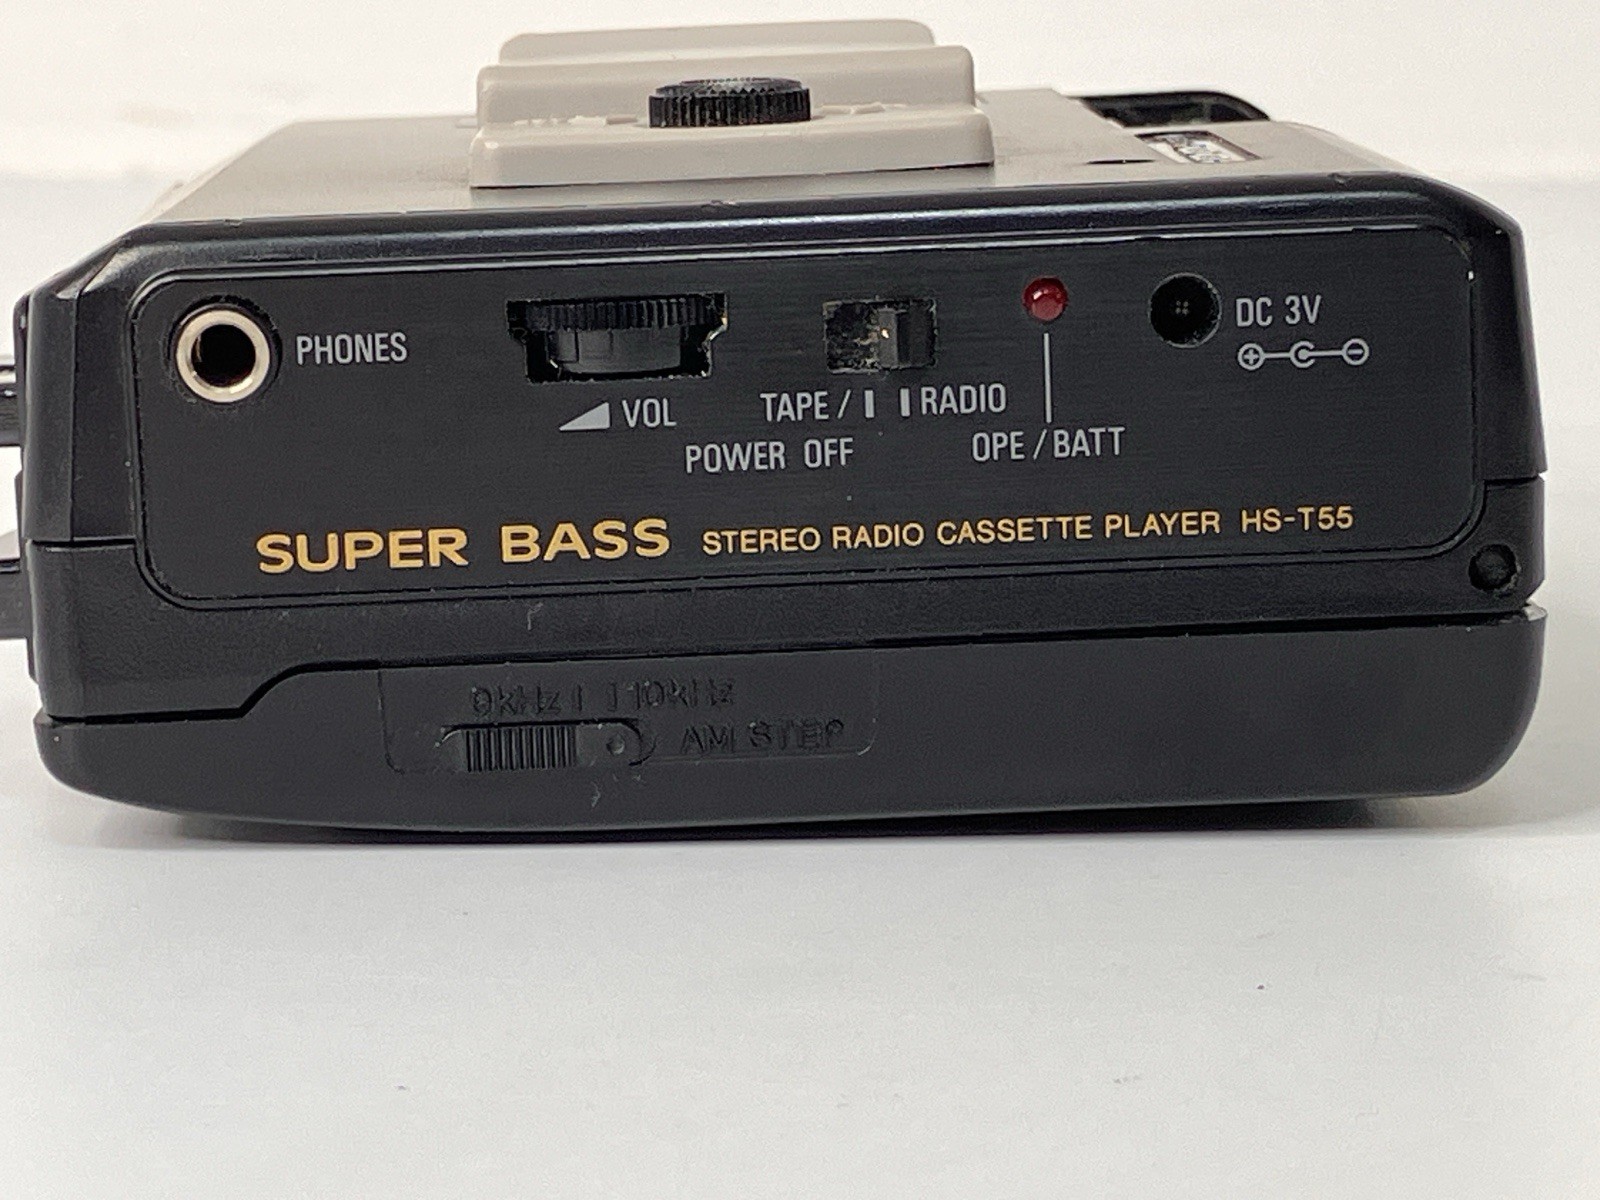 PHONES
VOL
TAPE / RADIO
POWER OFF
OPE / BATT
DC 3V
SUPER BASS STEREO RADIO CASSETTE PLAYER HS-T55
9kHz 10kHz
AM STEP